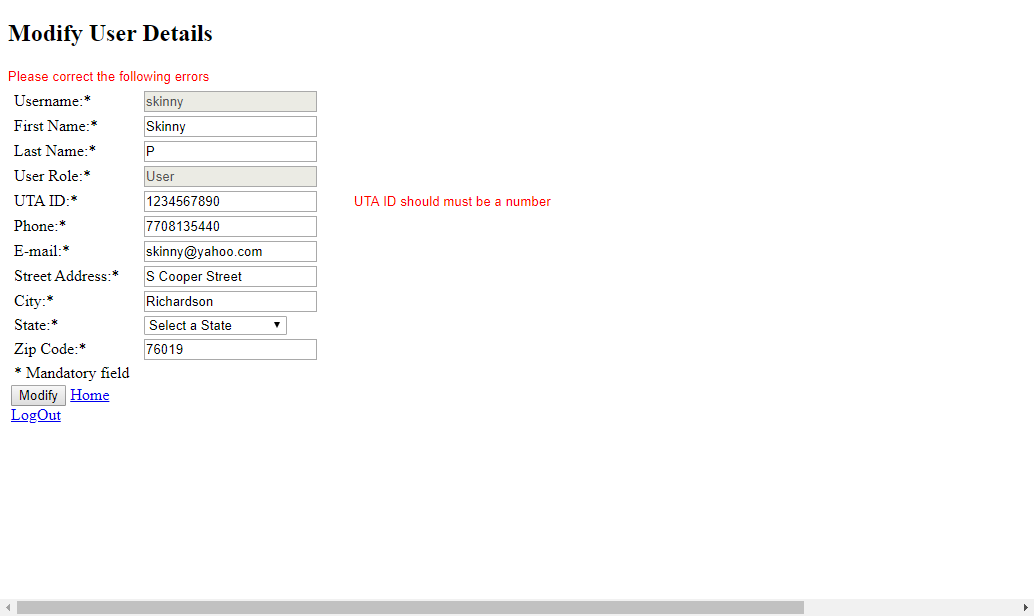 Modify User Details
Please correct the following errors
Username:* skinny
First Name:* Skinny
Last Name:* P
User Role:* User
UTA ID:* 1234567890 UTA ID should must be a number
Phone:* 7708135440
E-mail:* skinny@yahoo.com
Street Address:* S Cooper Street
City:* Richardson
State:* Select a State
Zip Code:* 76019
* Mandatory field
Modify Home
LogOut